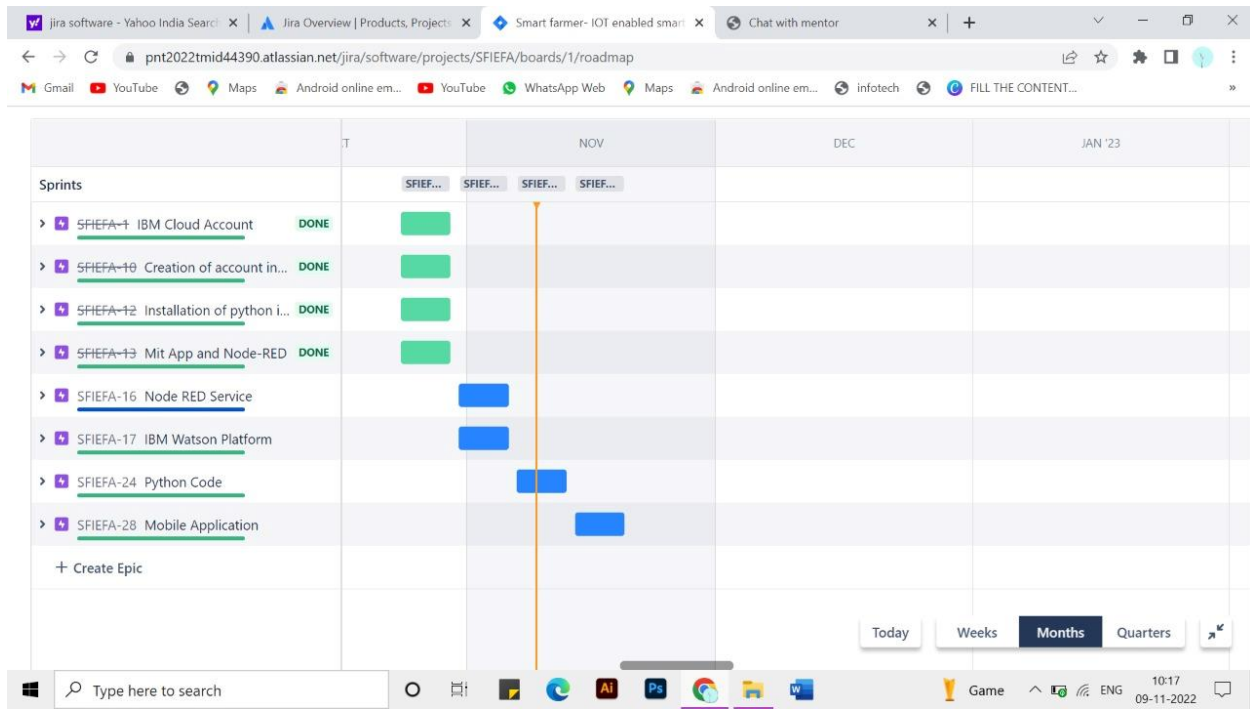 jira software - Yahoo India Search
Jira Overview | Products, Projects
Smart farmer- IOT enabled smart
Chat with mentor
pnt2022tmid44390.atlassian.net/jira/software/projects/SFIEFA/boards/1/roadmap
Gmail YouTube Maps Android online em... YouTube WhatsApp Web Maps Android online em... infotech FILL THE CONTENT... »
CT NOV DEC JAN '23
Sprints SFIEF... SFIEF... SFIEF... SFIEF...
SFIEFA-1 IBM Cloud Account DONE
SFIEFA-10 Creation of account in... DONE
SFIEFA-12 Installation of python i... DONE
SFIEFA-13 Mit App and Node-RED DONE
SFIEFA-16 Node RED Service
SFIEFA-17 IBM Watson Platform
SFIEFA-24 Python Code
SFIEFA-28 Mobile Application
+ Create Epic
Today Weeks Months Quarters
Type here to search Ai Ps W Game ENG 10:17
09-11-2022